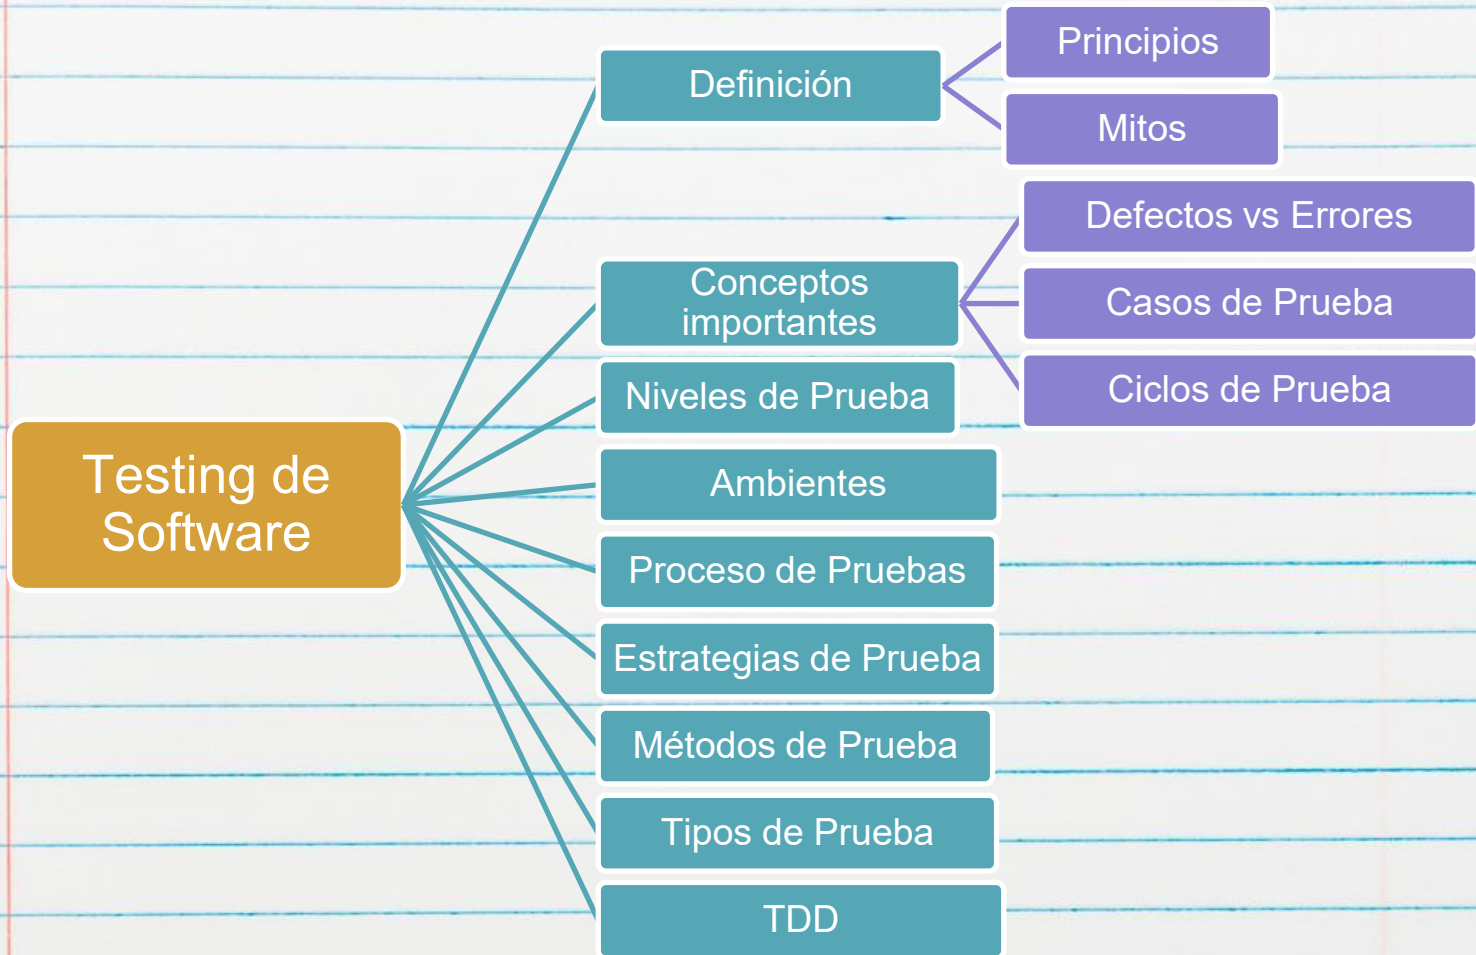 Testing de
Software
Definición
Principios
Mitos
Conceptos
importantes
Defectos vs Errores
Casos de Prueba
Ciclos de Prueba
Niveles de Prueba
Ambientes
Proceso de Pruebas
Estrategias de Prueba
Métodos de Prueba
Tipos de Prueba
TDD